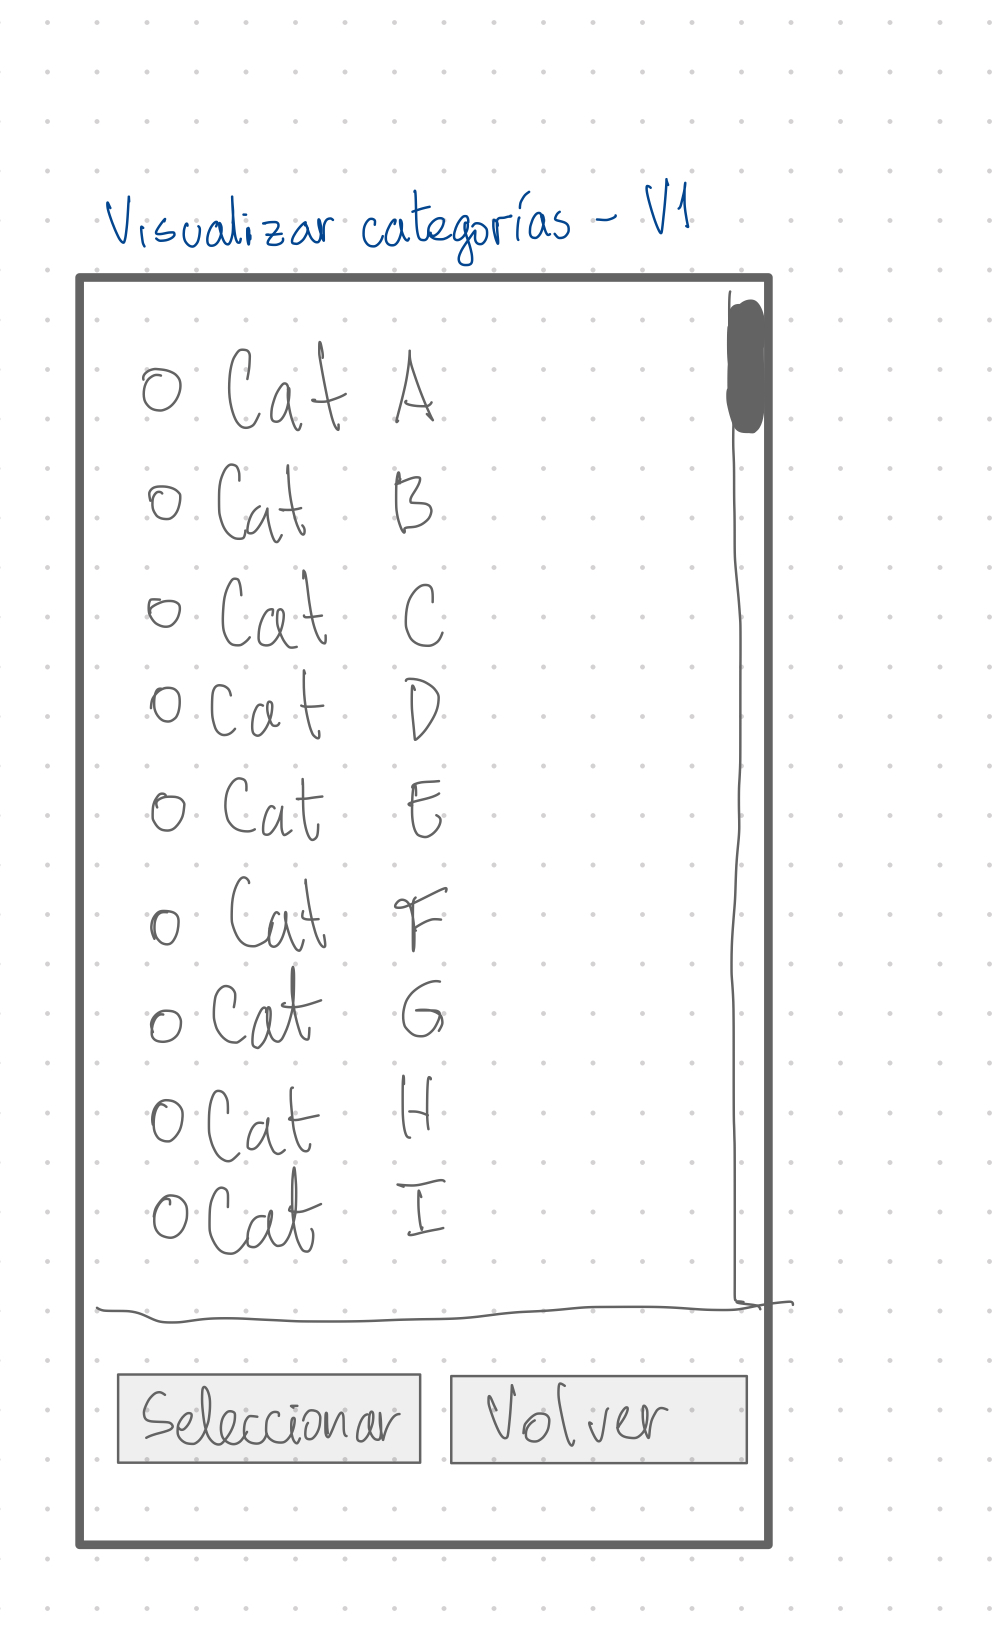 Visualizar categorías - V1
Cat A
Cat B
Cat C
Cat D
Cat E
Cat F
Cat G
Cat H
Cat I
Seleccionar Volver